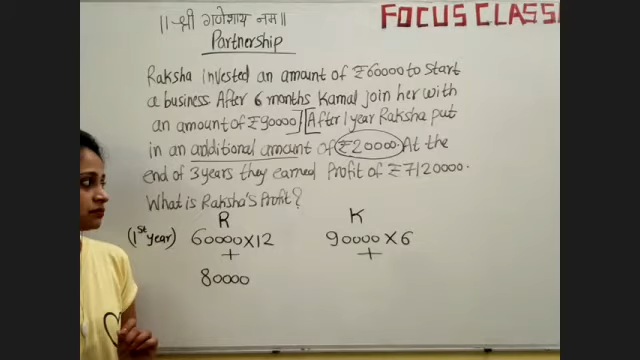 ॥ श्री गणेशाय नमः॥
FOCUS CLASS
Partnership
Raksha invested an amount of ₹60000 to start
a business After 6 months Kamal join her with
an amount of ₹90000 After 1 year Raksha put
in an additional amount of ₹20000 At the
end of 3 years they earned Profit of ₹7120000.
What is Raksha's Profit?
R K
(1st year) 60000×12 90000×6
+ +
80000